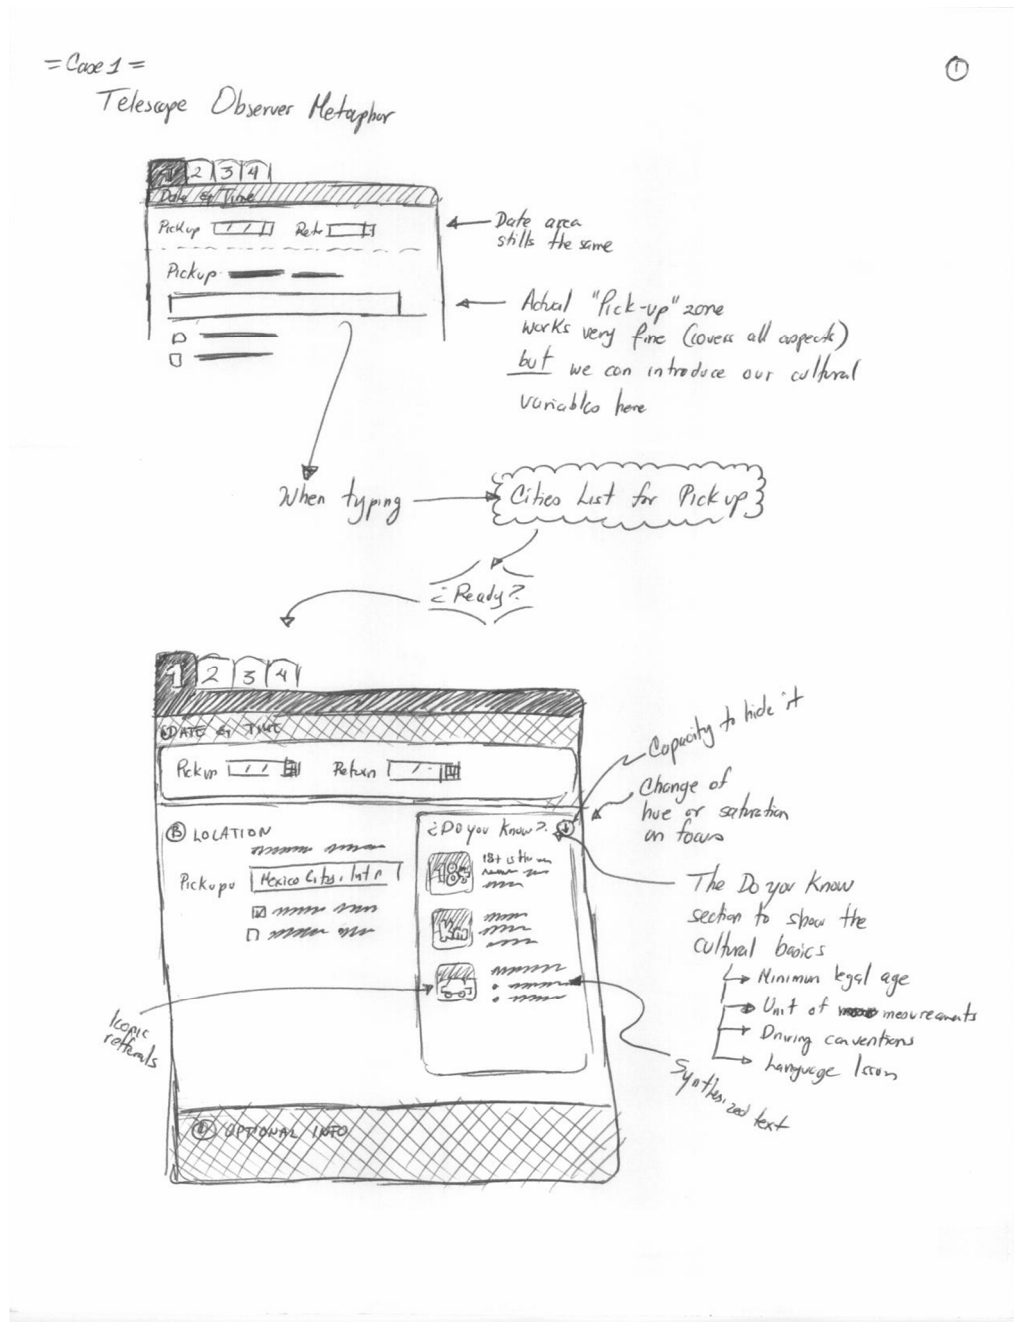 = Case 1 =
1
Telescope Observer Metaphor
1 2 3 4
Date & Time
Pickup Retr
Date area
stills the same
Pickup
Actual "Pick-up" zone
works very fine (covers all aspects)
but we can introduce our cultural
variables here
When typing
Cities List for Pickup
¿Ready?
1 2 3 4
DATE & TIME
Pickup Return
Capacity to hide it
Change of
hue or saturation
on focus
B LOCATION
¿Do you know?
18+
18+ is the
Pickup
Mexico City, Int
Km
The Do you Know
section to show the
cultural basics
Minimun legal age
Unit of measurements
Driving conventions
Language
Iconic
Synthesized text
OPTIONAL INFO